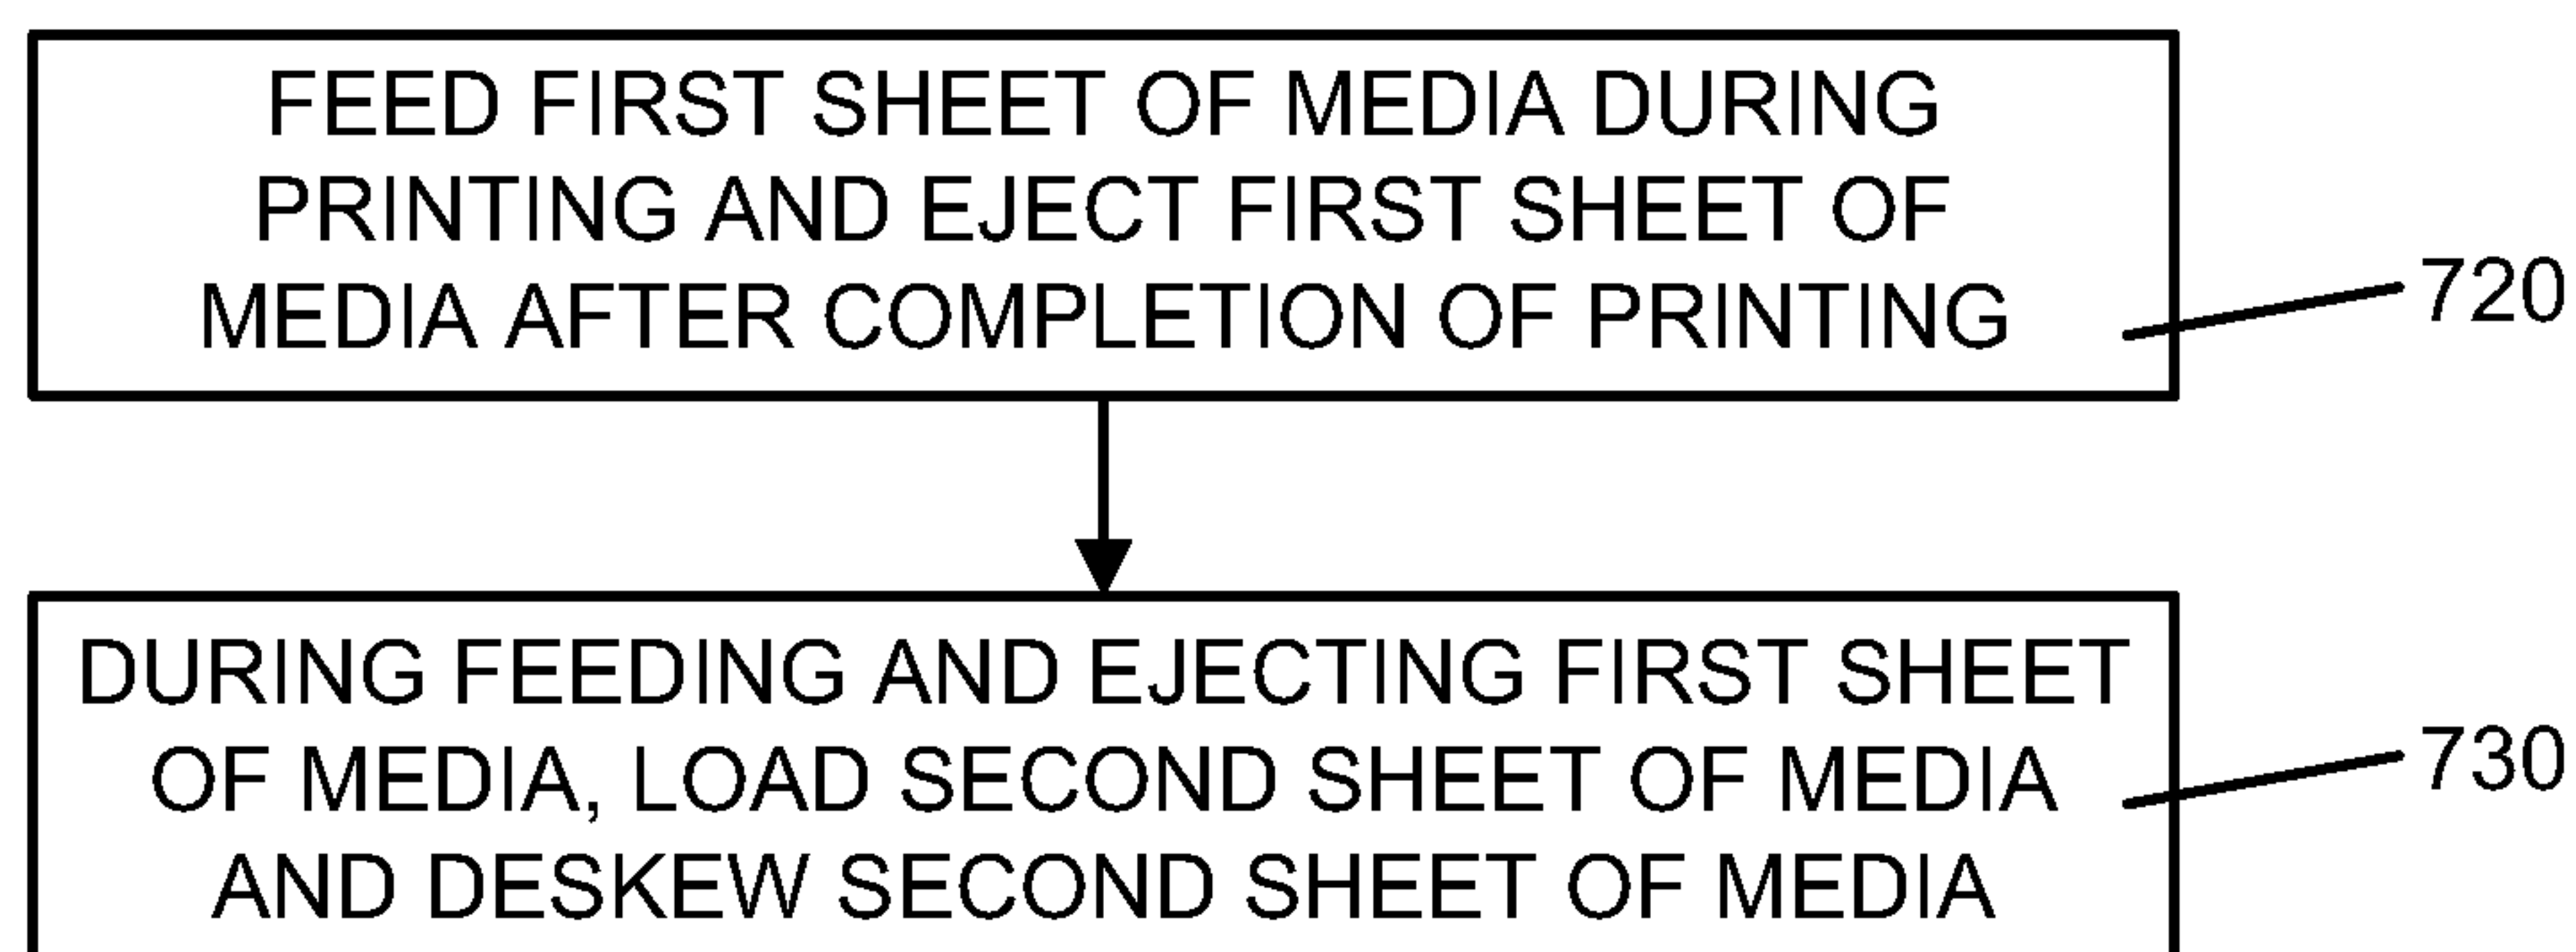 FEED FIRST SHEET OF MEDIA DURING
PRINTING AND EJECT FIRST SHEET OF
MEDIA AFTER COMPLETION OF PRINTING
720
DURING FEEDING AND EJECTING FIRST SHEET
OF MEDIA, LOAD SECOND SHEET OF MEDIA
AND DESKEW SECOND SHEET OF MEDIA
730